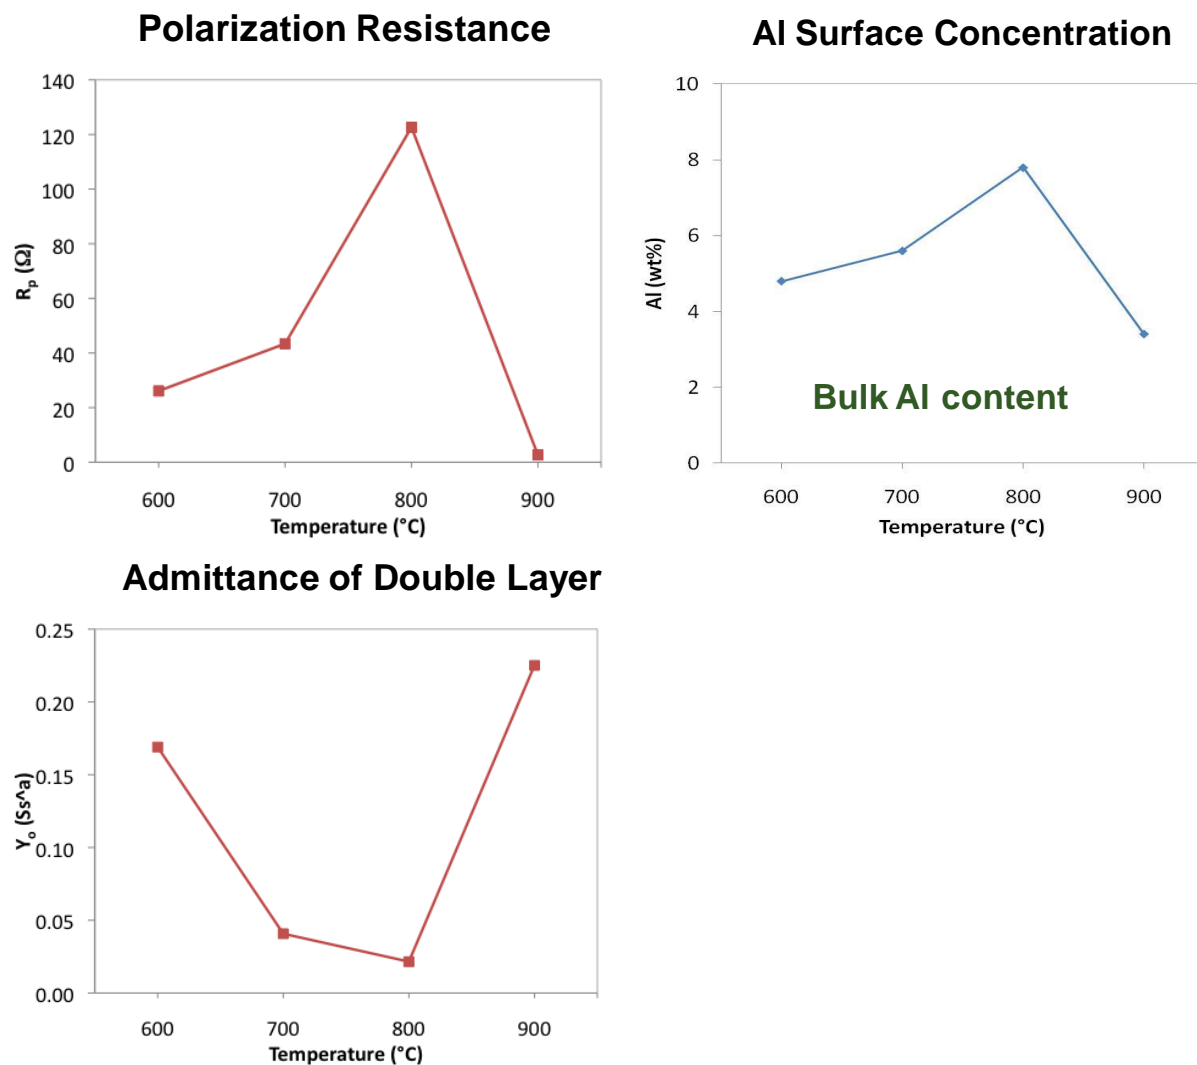 Polarization Resistance
140
120
100
80
60
40
20
0
Rₚ (Ω)
600 700 800 900
Temperature (°C)
Al Surface Concentration
10
8
6
4
2
0
Al (wt%)
Bulk Al content
600 700 800 900
Temperature (°C)
Admittance of Double Layer
0.25
0.20
0.15
0.10
0.05
0.00
Yₒ (Ss^a)
600 700 800 900
Temperature (°C)